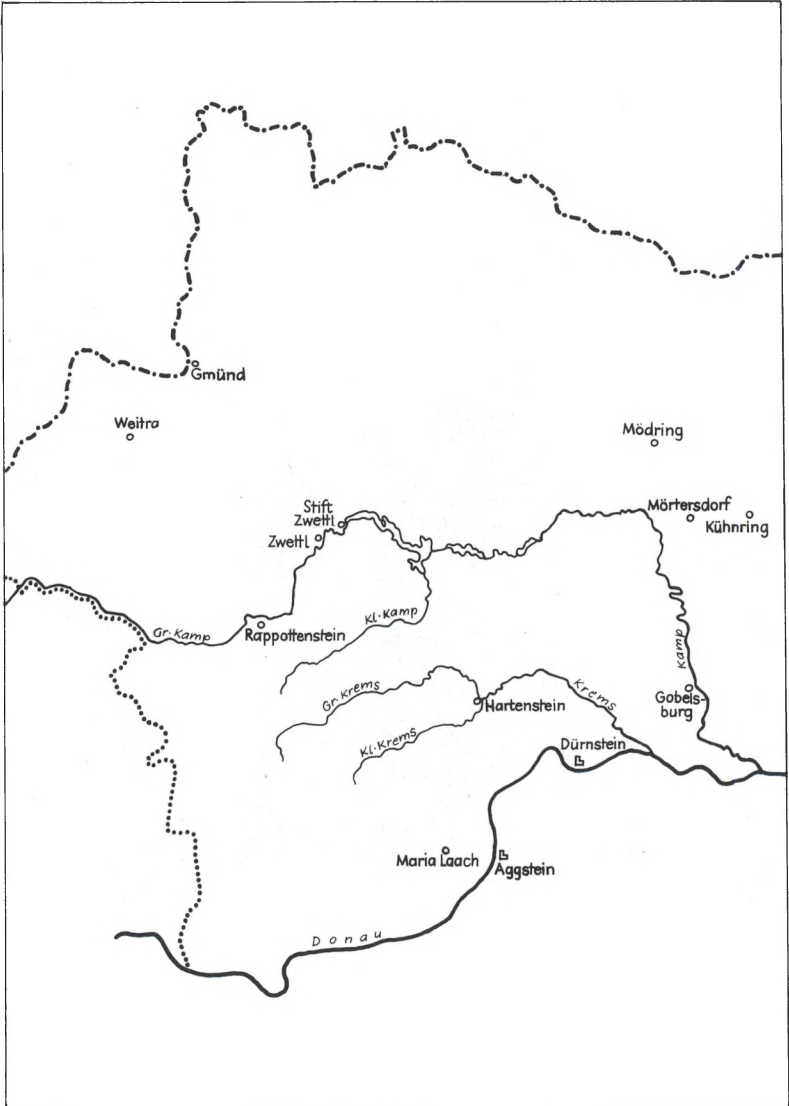 Gmünd
Weitra
Mödring
Stift
Zwettl
Zwettl
Mörtersdorf
Kühnring
Gr. Kamp
Rappottenstein
Kl. Kamp
Kamp
Gr. Krems
Hartenstein
Krems
Gobels-
burg
Kl. Krems
Dürnstein
Maria Laach
Aggstein
Donau